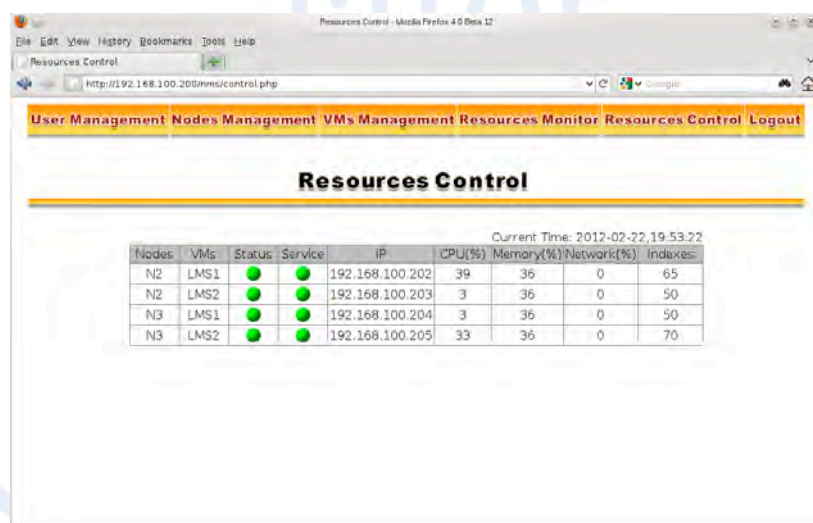 Resources Control - Mozilla Firefox 4.0 Beta 12
File Edit View History Bookmarks Tools Help
Resources Control
http://192.168.100.200/nms/control.php Google
User Management Nodes Management VMs Management Resources Monitor Resources Control Logout
Resources Control
Current Time: 2012-02-22,19:53:22
Nodes VMs Status Service IP CPU(%) Memory(%) Network(%) Indexes
N2 LMS1 192.168.100.202 39 36 0 65
N2 LMS2 192.168.100.203 3 36 0 50
N3 LMS1 192.168.100.204 3 36 0 50
N3 LMS2 192.168.100.205 33 36 0 70